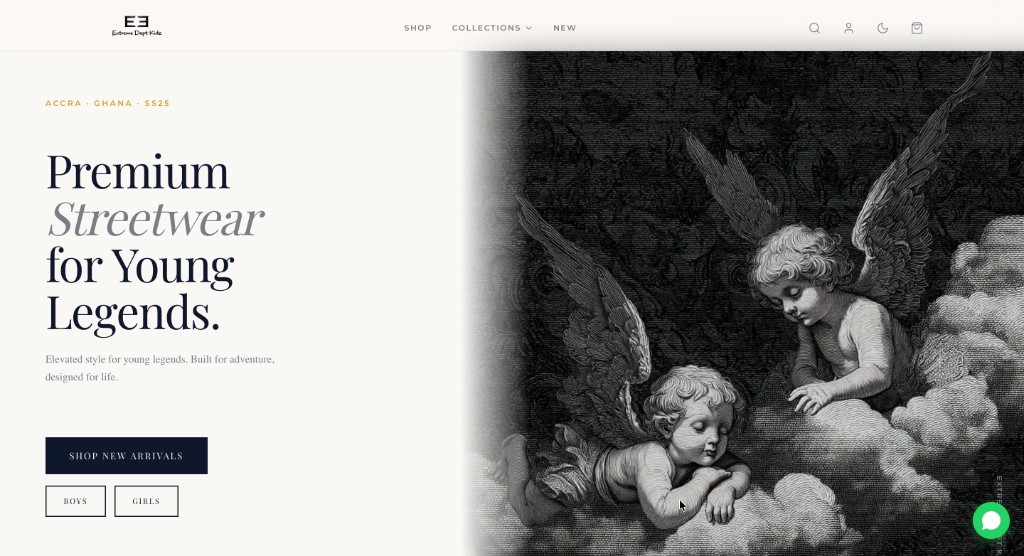 Extreme Dept Kidz
SHOP
COLLECTIONS
NEW
ACCRA · GHANA · SS25
Premium
Streetwear
for Young
Legends.
Elevated style for young legends. Built for adventure,
designed for life.
SHOP NEW ARRIVALS
BOYS
GIRLS